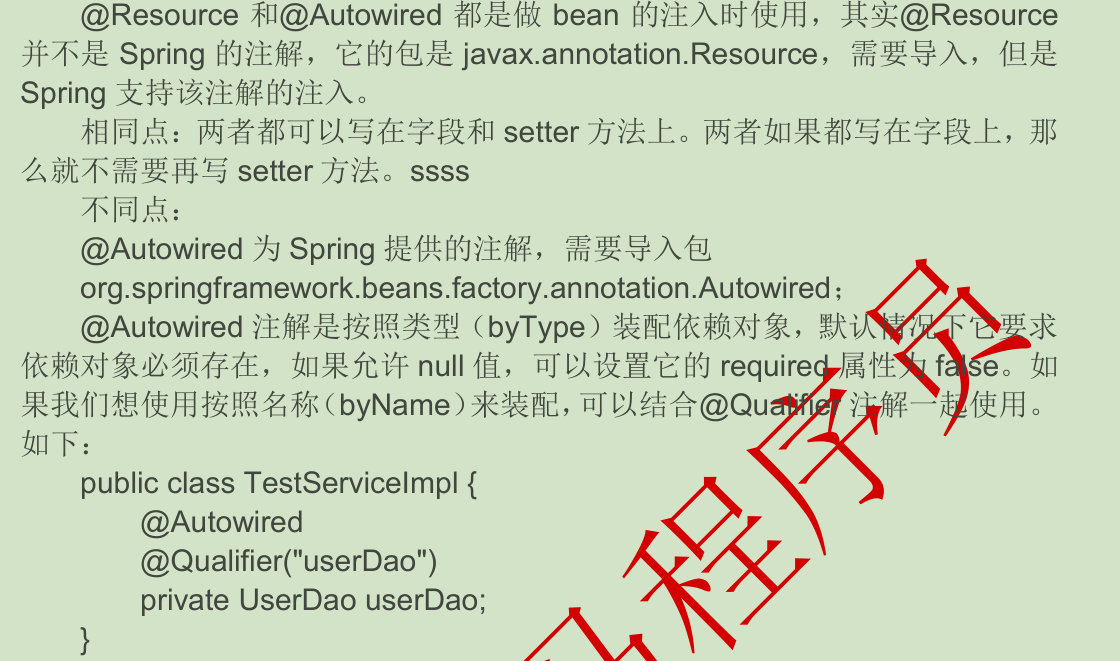 @Resource 和@Autowired 都是做 bean 的注入时使用，其实@Resource
并不是 Spring 的注解，它的包是 javax.annotation.Resource，需要导入，但是
Spring 支持该注解的注入。
相同点：两者都可以写在字段和 setter 方法上。两者如果都写在字段上，那
么就不需要再写 setter 方法。ssss
不同点：
@Autowired 为 Spring 提供的注解，需要导入包
org.springframework.beans.factory.annotation.Autowired；
@Autowired 注解是按照类型（byType）装配依赖对象，默认情况下它要求
依赖对象必须存在，如果允许 null 值，可以设置它的 required 属性为 false。如
果我们想使用按照名称（byName）来装配，可以结合@Qualifier 注解一起使用。
如下：
public class TestServiceImpl {
@Autowired
@Qualifier("userDao")
private UserDao userDao;
}
程序员